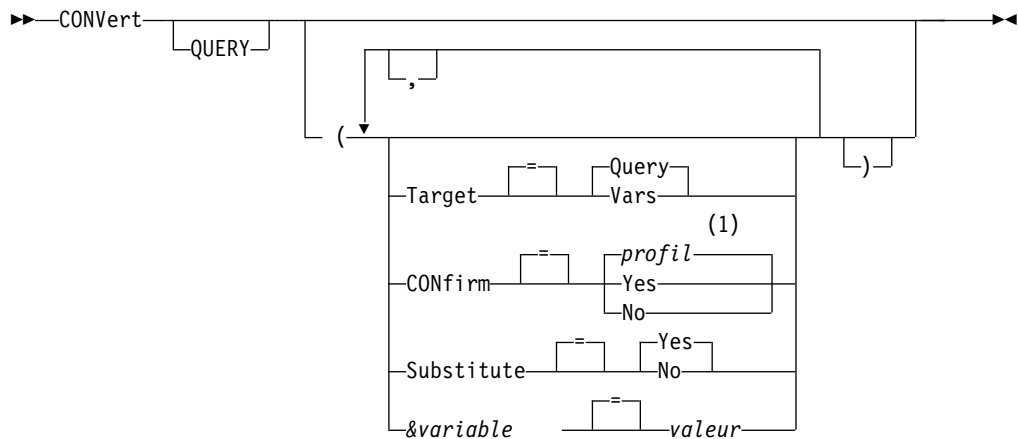 CONVert
QUERY
,
(
Target = Query
Vars
(1)
CONfirm = profil
Yes
No
Substitute = Yes
No
&variable = valeur
)